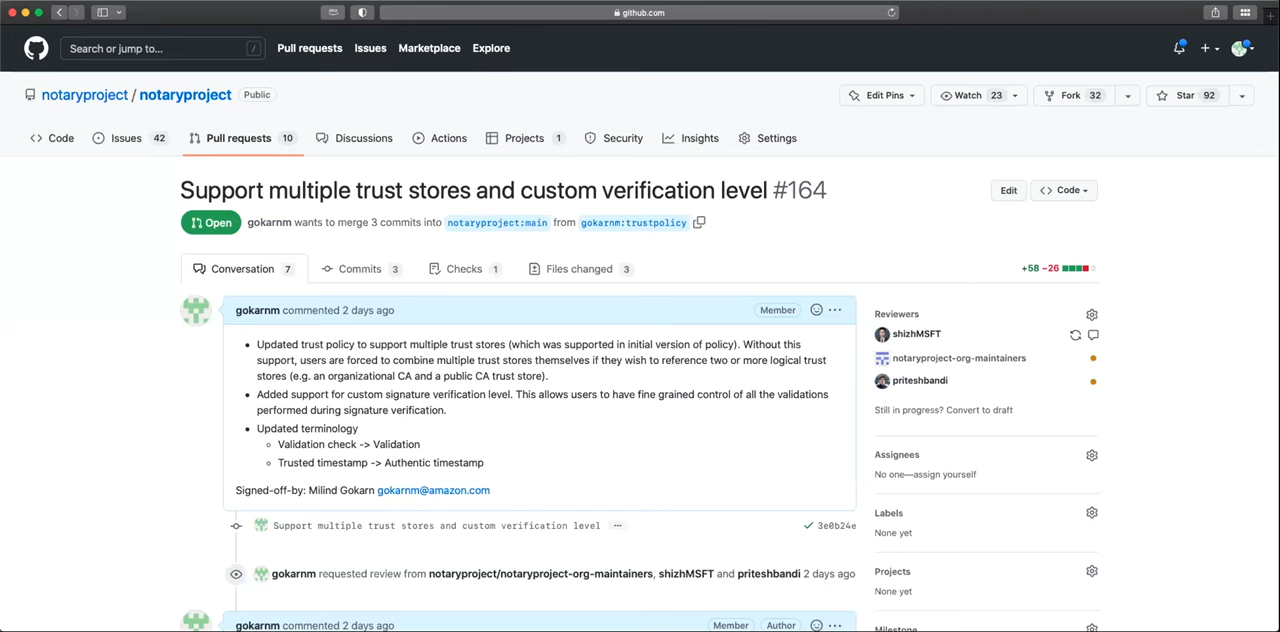 github.com
Search or jump to... /
Pull requests Issues Marketplace Explore
notaryproject / notaryproject Public
Edit Pins Watch 23 Fork 32 Star 92
Code Issues 42 Pull requests 10 Discussions Actions Projects 1 Security Insights Settings
Support multiple trust stores and custom verification level #164
Edit Code
Open gokarnm wants to merge 3 commits into notaryproject:main from gokarnm:trustpolicy
Conversation 7 Commits 3 Checks 1 Files changed 3 +58 −26
gokarnm commented 2 days ago Member
Updated trust policy to support multiple trust stores (which was supported in initial version of policy). Without this
support, users are forced to combine multiple trust stores themselves if they wish to reference two or more logical trust
stores (e.g. an organizational CA and a public CA trust store).
Added support for custom signature verification level. This allows users to have fine grained control of all the validations
performed during signature verification.
Updated terminology
Validation check -> Validation
Trusted timestamp -> Authentic timestamp
Signed-off-by: Milind Gokarn gokarnm@amazon.com
Support multiple trust stores and custom verification level ... 3e0b24e
gokarnm requested review from notaryproject/notaryproject-org-maintainers, shizhMSFT and priteshbandi 2 days ago
gokarnm commented 2 days ago Member Author
Reviewers
shizhMSFT
notaryproject-org-maintainers
priteshbandi
Still in progress? Convert to draft
Assignees
No one—assign yourself
Labels
None yet
Projects
None yet
Milestone